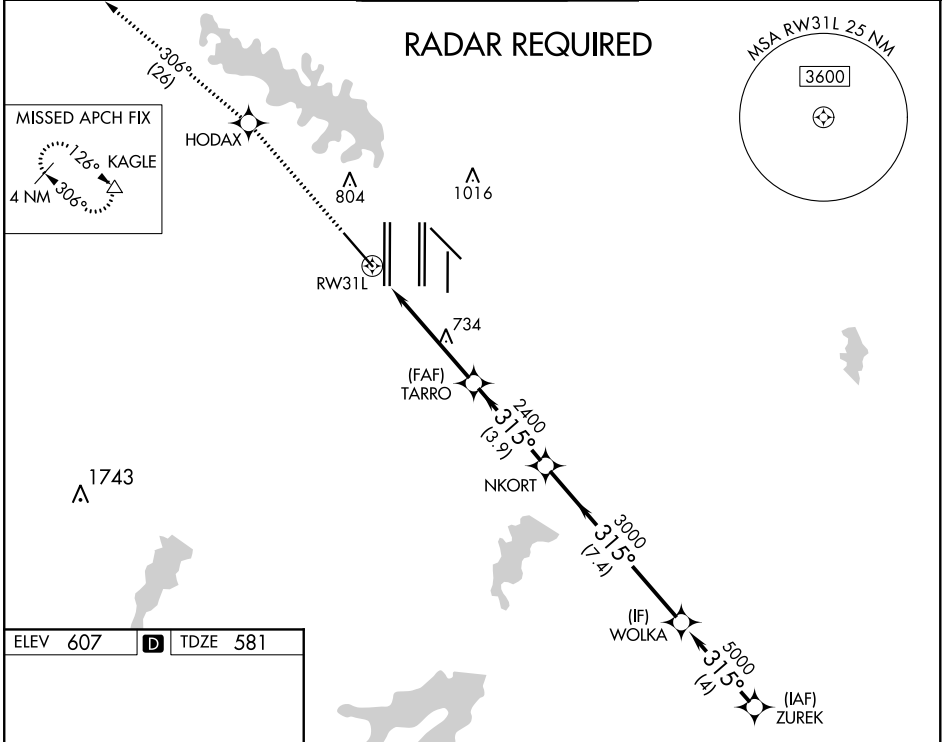 RADAR REQUIRED
MSA RW31L 25 NM
3600
306°
(26)
HODAX
MISSED APCH FIX
126°
KAGLE
4 NM
306°
804
1016
RW31L
734
(FAF)
TARRO
2400
315°
(3.9)
NKORT
1743
3000
315°
(7.4)
(IF)
WOLKA
5000
315°
(4)
(IAF)
ZUREK
ELEV 607 D TDZE 581